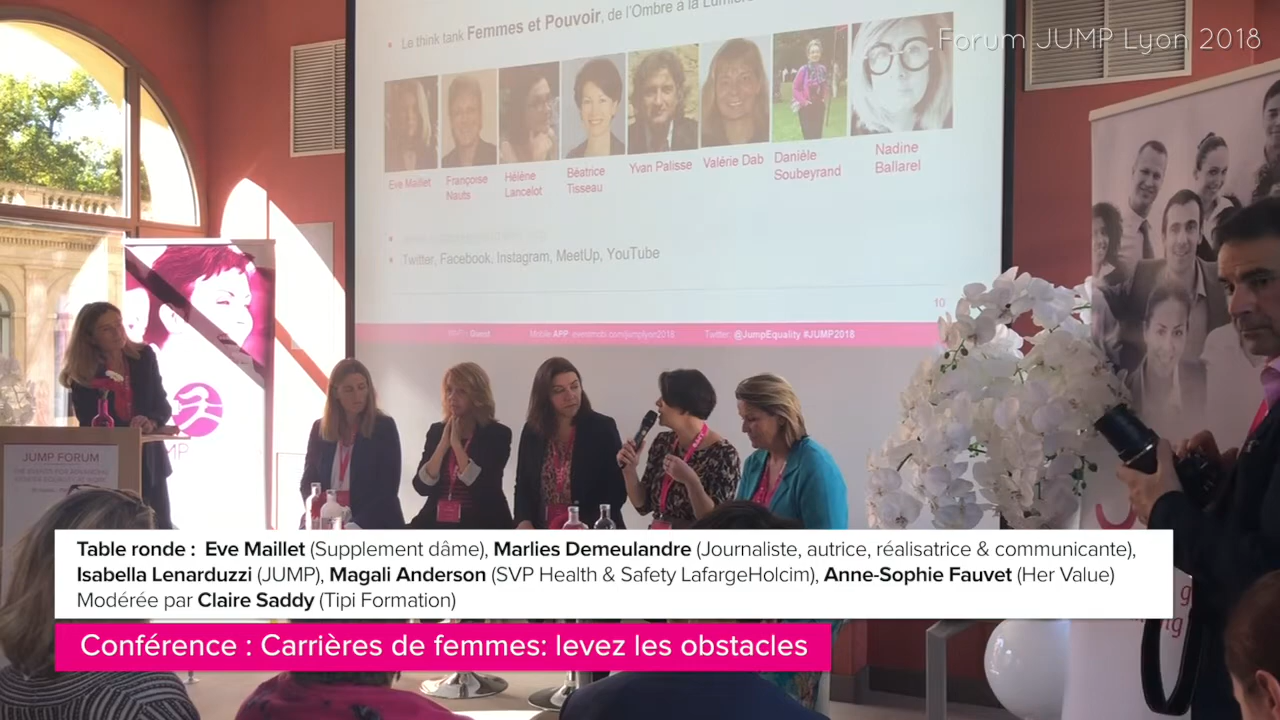 Forum JUMP Lyon 2018
Le think tank Femmes et Pouvoir, de l'Ombre à la Lumière
Eve Maillet
Françoise Nauts
Hélène Lancelot
Béatrice Tisseau
Yvan Palisse
Valérie Dab
Danièle Soubeyrand
Nadine Ballarel
Twitter, Facebook, Instagram, MeetUp, YouTube
10
Mobile APP
Twitter: @JumpEquality #JUMP2018
JUMP FORUM
Table ronde : Eve Maillet (Supplement dâme), Marlies Demeulandre (Journaliste, autrice, réalisatrice & communicante),
Isabella Lenarduzzi (JUMP), Magali Anderson (SVP Health & Safety LafargeHolcim), Anne-Sophie Fauvet (Her Value)
Modérée par Claire Saddy (Tipi Formation)
Conférence : Carrières de femmes: levez les obstacles